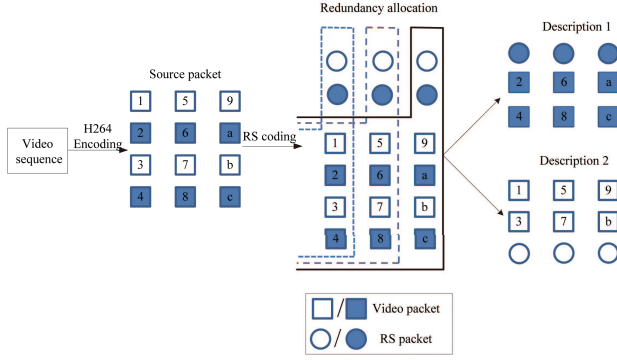 Redundancy allocation
Source packet
1 5 9
2 6 a
3 7 b
4 8 c
Video
sequence
H264
Encoding
RS coding
1 5 9
2 6 a
3 7 b
4 8 c
Description 1
2 6 a
4 8 c
Description 2
1 5 9
3 7 b
/ Video packet
/ RS packet